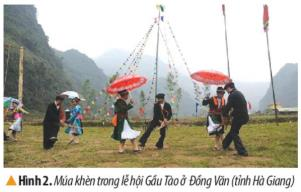 ▲Hình 2. Múa khèn trong lễ hội Gầu Tào ở Đồng Văn (tỉnh Hà Giang)